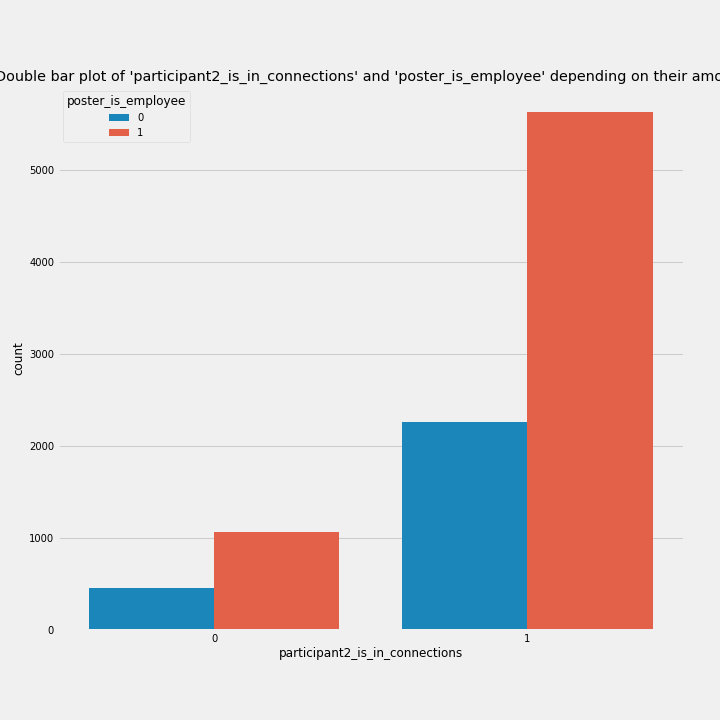 Double bar plot of 'participant2_is_in_connections' and 'poster_is_employee' depending on their
poster_is_employee
0
1
5000
4000
3000
2000
1000
0
count
0 1
participant2_is_in_connections